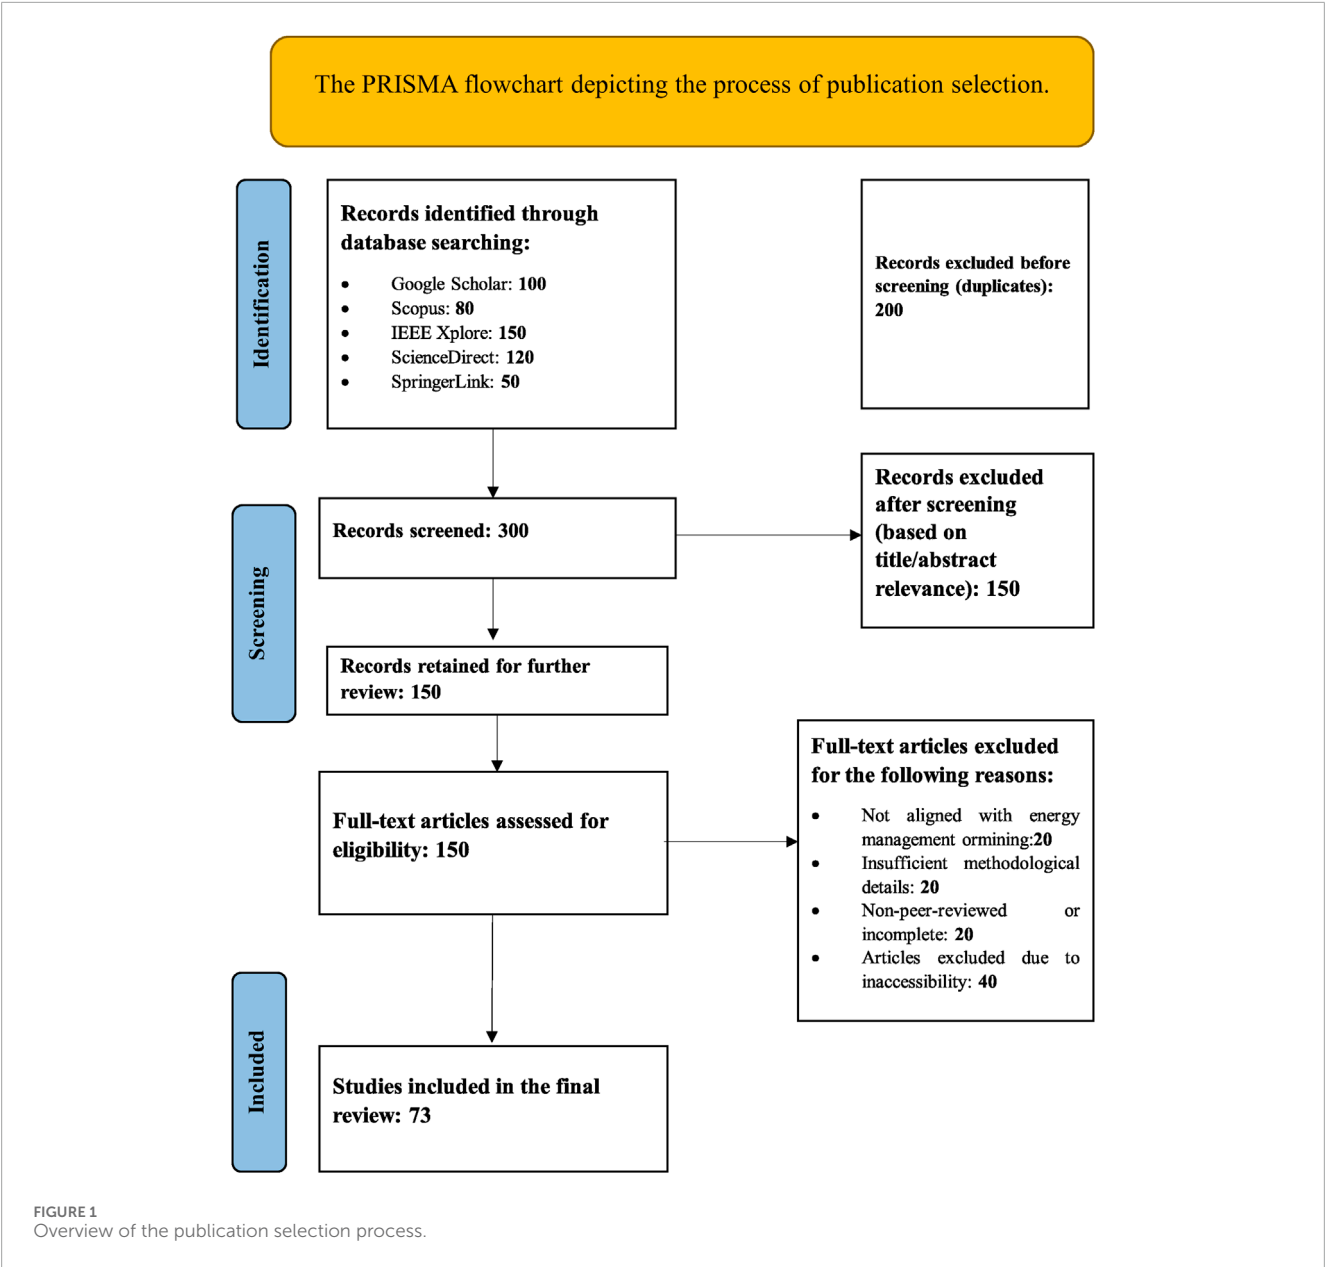 The PRISMA flowchart depicting the process of publication selection.
Identification
Records identified through
database searching:
• Google Scholar: 100
• Scopus: 80
• IEEE Xplore: 150
• ScienceDirect: 120
• SpringerLink: 50
Records excluded before
screening (duplicates):
200
Screening
Records screened: 300
Records excluded
after screening
(based on
title/abstract
relevance): 150
Records retained for further
review: 150
Full-text articles assessed for
eligibility: 150
Full-text articles excluded
for the following reasons:
• Not aligned with energy
management ormining:20
• Insufficient methodological
details: 20
• Non-peer-reviewed or
incomplete: 20
• Articles excluded due to
inaccessibility: 40
Included
Studies included in the final
review: 73
FIGURE 1
Overview of the publication selection process.